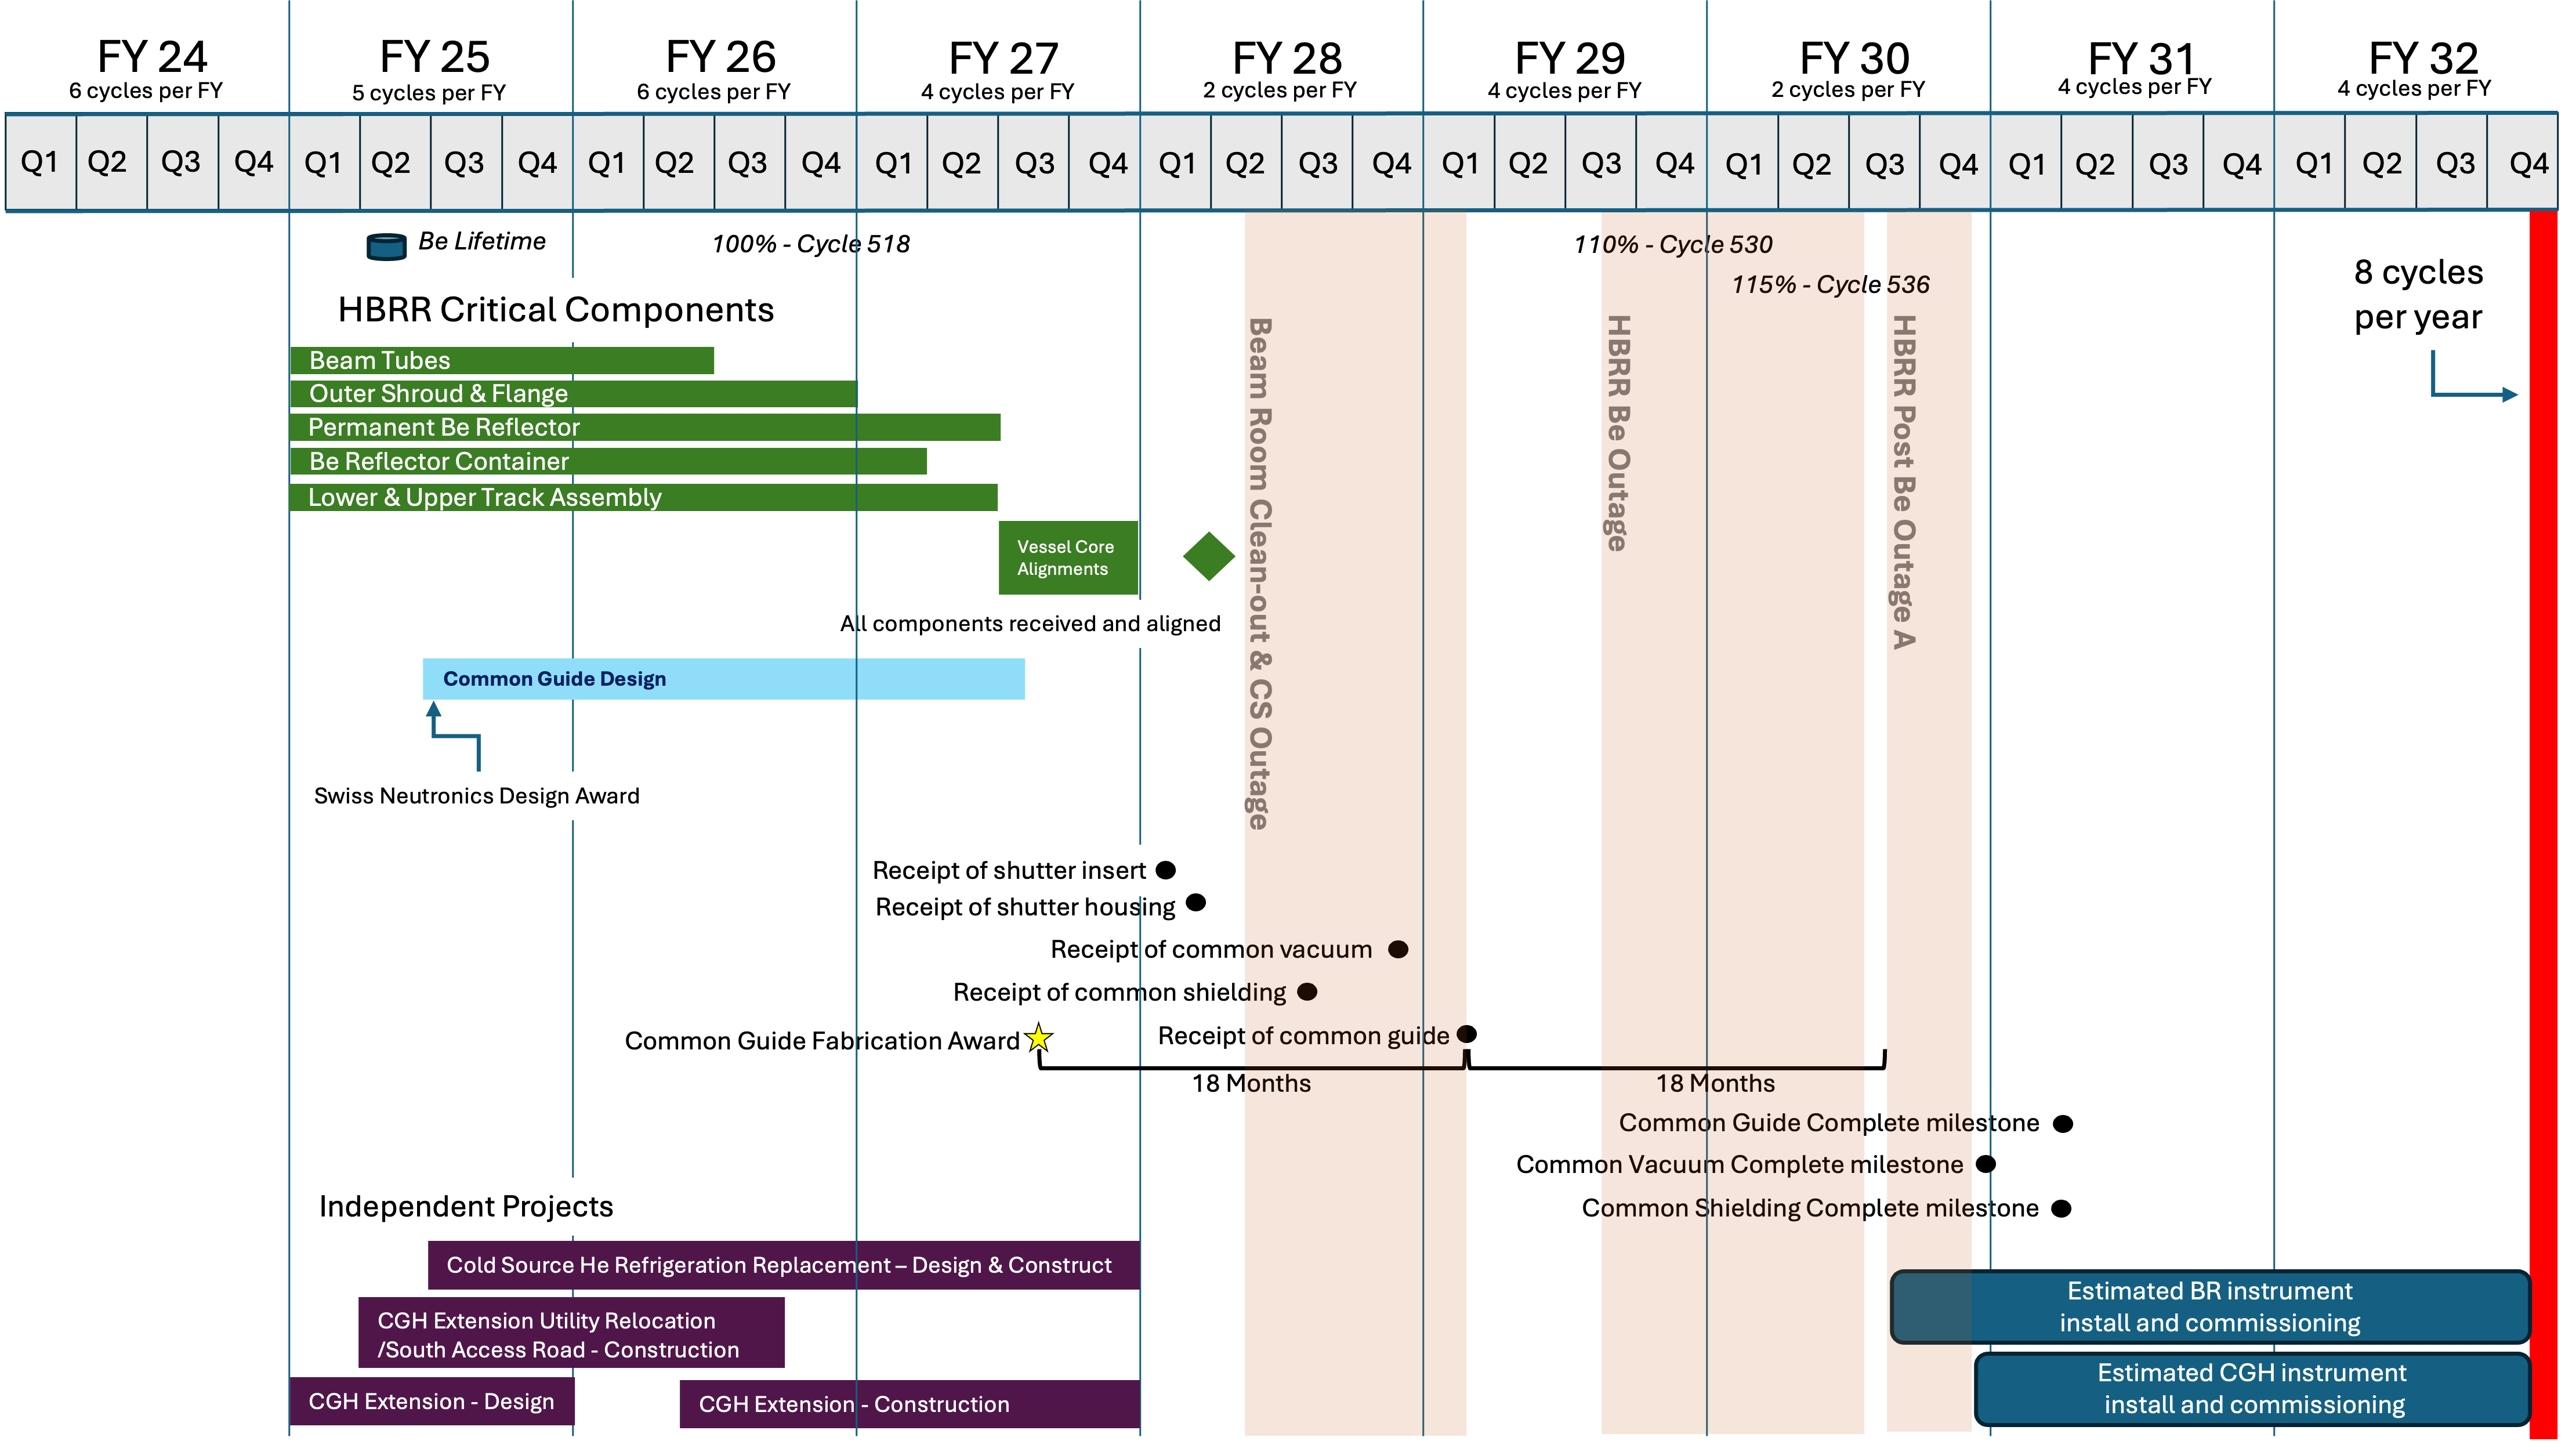 FY 24
6 cycles per FY
FY 25
5 cycles per FY
FY 26
6 cycles per FY
FY 27
4 cycles per FY
FY 28
2 cycles per FY
FY 29
4 cycles per FY
FY 30
2 cycles per FY
FY 31
4 cycles per FY
FY 32
4 cycles per FY
Q1 Q2 Q3 Q4 Q1 Q2 Q3 Q4 Q1 Q2 Q3 Q4 Q1 Q2 Q3 Q4 Q1 Q2 Q3 Q4 Q1 Q2 Q3 Q4 Q1 Q2 Q3 Q4 Q1 Q2 Q3 Q4 Q1 Q2 Q3 Q4
Be Lifetime
100% - Cycle 518
110% - Cycle 530
115% - Cycle 536
8 cycles
per year
HBRR Critical Components
Beam Tubes
Outer Shroud & Flange
Permanent Be Reflector
Be Reflector Container
Lower & Upper Track Assembly
Vessel Core
Alignments
All components received and aligned
Beam Room Clean-out & CS Outage
HBRR Be Outage
HBRR Post Be Outage A
Common Guide Design
Swiss Neutronics Design Award
Receipt of shutter insert
Receipt of shutter housing
Receipt of common vacuum
Receipt of common shielding
Common Guide Fabrication Award
Receipt of common guide
18 Months
18 Months
Common Guide Complete milestone
Common Vacuum Complete milestone
Common Shielding Complete milestone
Independent Projects
Cold Source He Refrigeration Replacement – Design & Construct
CGH Extension Utility Relocation
/South Access Road - Construction
CGH Extension - Design
CGH Extension - Construction
Estimated BR instrument
install and commissioning
Estimated CGH instrument
install and commissioning